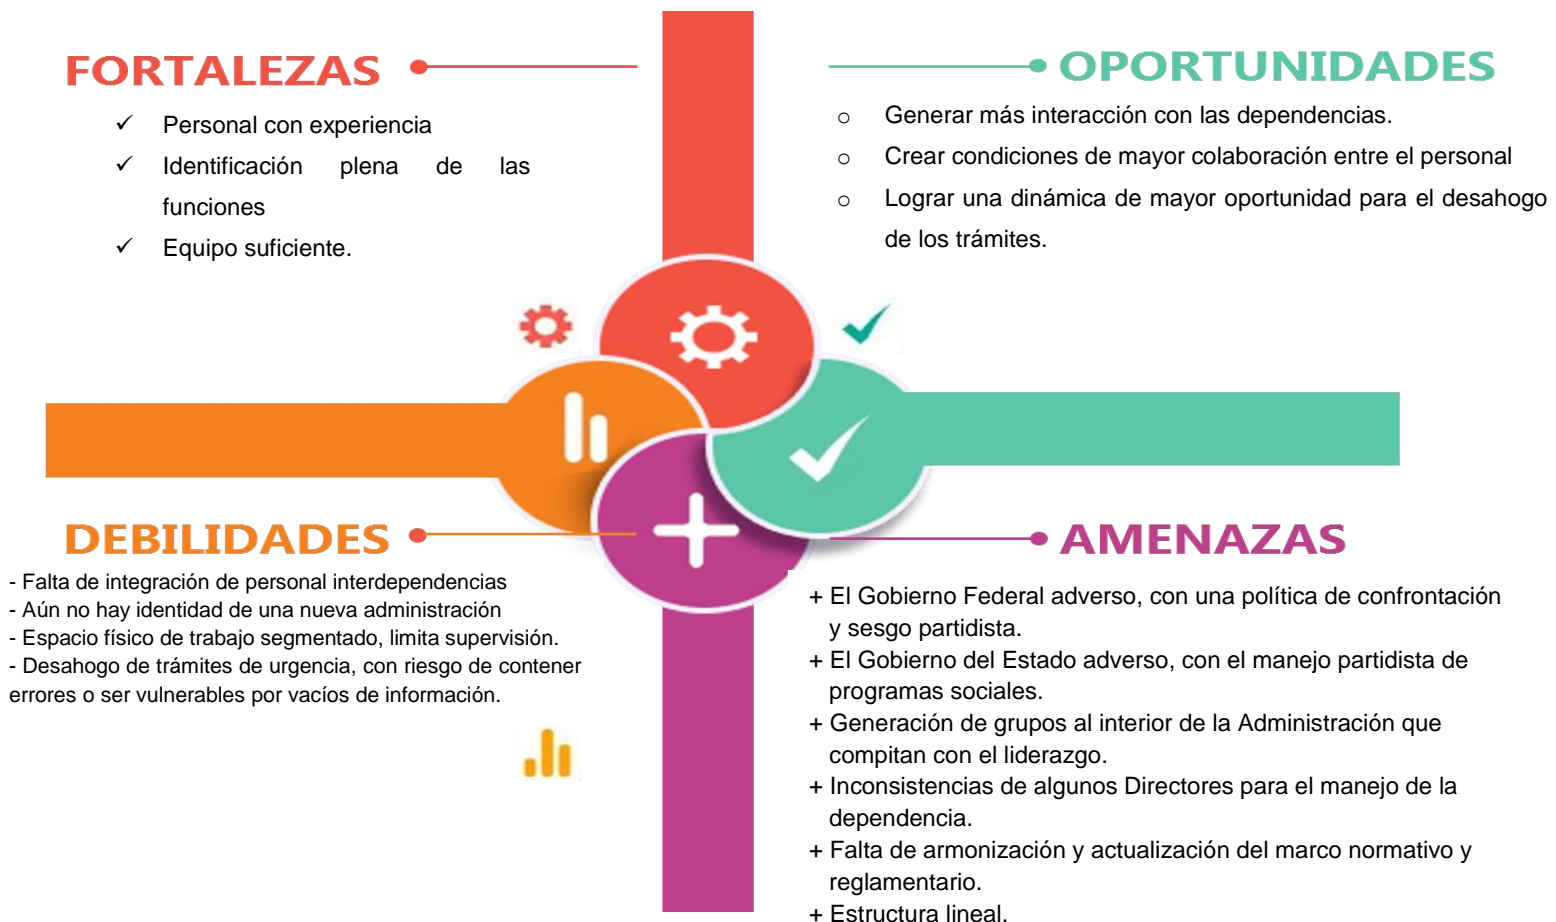 FORTALEZAS
✓ Personal con experiencia
✓ Identificación plena de las
funciones
✓ Equipo suficiente.
OPORTUNIDADES
o Generar más interacción con las dependencias.
o Crear condiciones de mayor colaboración entre el personal
o Lograr una dinámica de mayor oportunidad para el desahogo
de los trámites.
DEBILIDADES
- Falta de integración de personal interdependencias
- Aún no hay identidad de una nueva administración
- Espacio físico de trabajo segmentado, limita supervisión.
- Desahogo de trámites de urgencia, con riesgo de contener
errores o ser vulnerables por vacíos de información.
AMENAZAS
+ El Gobierno Federal adverso, con una política de confrontación
y sesgo partidista.
+ El Gobierno del Estado adverso, con el manejo partidista de
programas sociales.
+ Generación de grupos al interior de la Administración que
compitan con el liderazgo.
+ Inconsistencias de algunos Directores para el manejo de la
dependencia.
+ Falta de armonización y actualización del marco normativo y
reglamentario.
+ Estructura lineal.